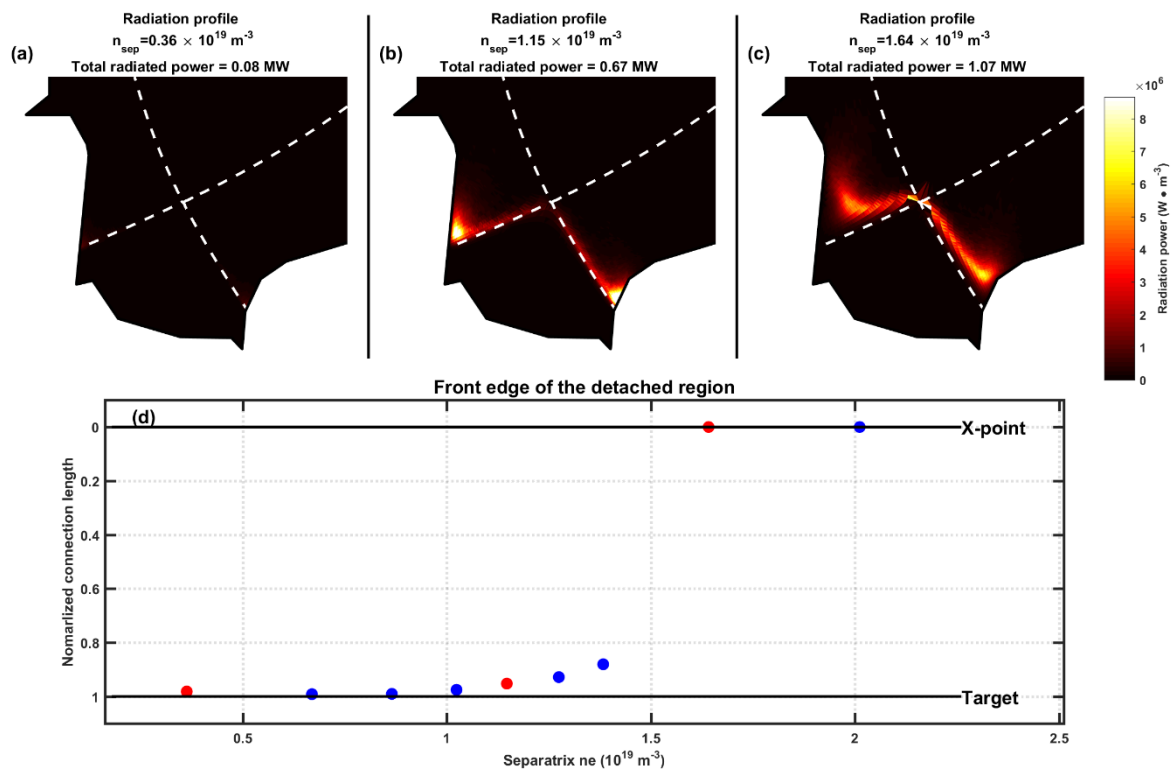 Radiation profile
n_sep=0.36 × 10^19 m^-3
(a)
Total radiated power = 0.08 MW
Radiation profile
n_sep=1.15 × 10^19 m^-3
(b)
Total radiated power = 0.67 MW
Radiation profile
n_sep=1.64 × 10^19 m^-3
(c)
Total radiated power = 1.07 MW
×10^6
8
7
6
5
4
3
2
1
0
Radiation power (W • m^-3)
Front edge of the detached region
(d)
X-point
Target
0
0.2
0.4
0.6
0.8
1
Nomarlized connection length
0.5
1
1.5
2
2.5
Separatrix ne (10^19 m^-3)